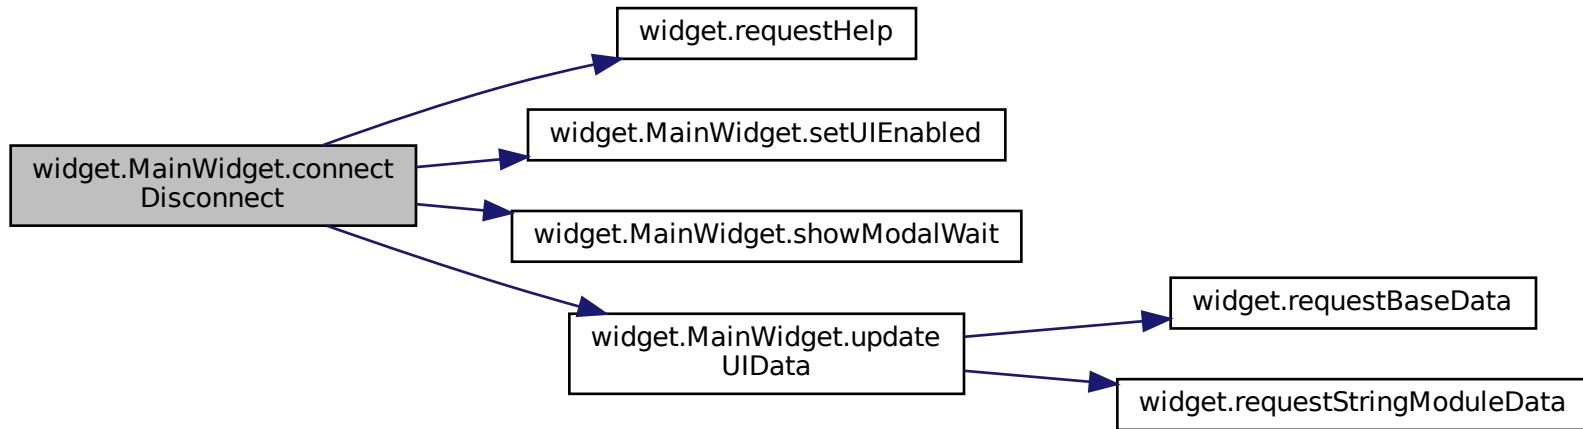 widget.requestHelp
widget.MainWidget.setUIEnabled
widget.MainWidget.connect
Disconnect
widget.MainWidget.showModalWait
widget.requestBaseData
widget.MainWidget.update
UIData
widget.requestStringModuleData